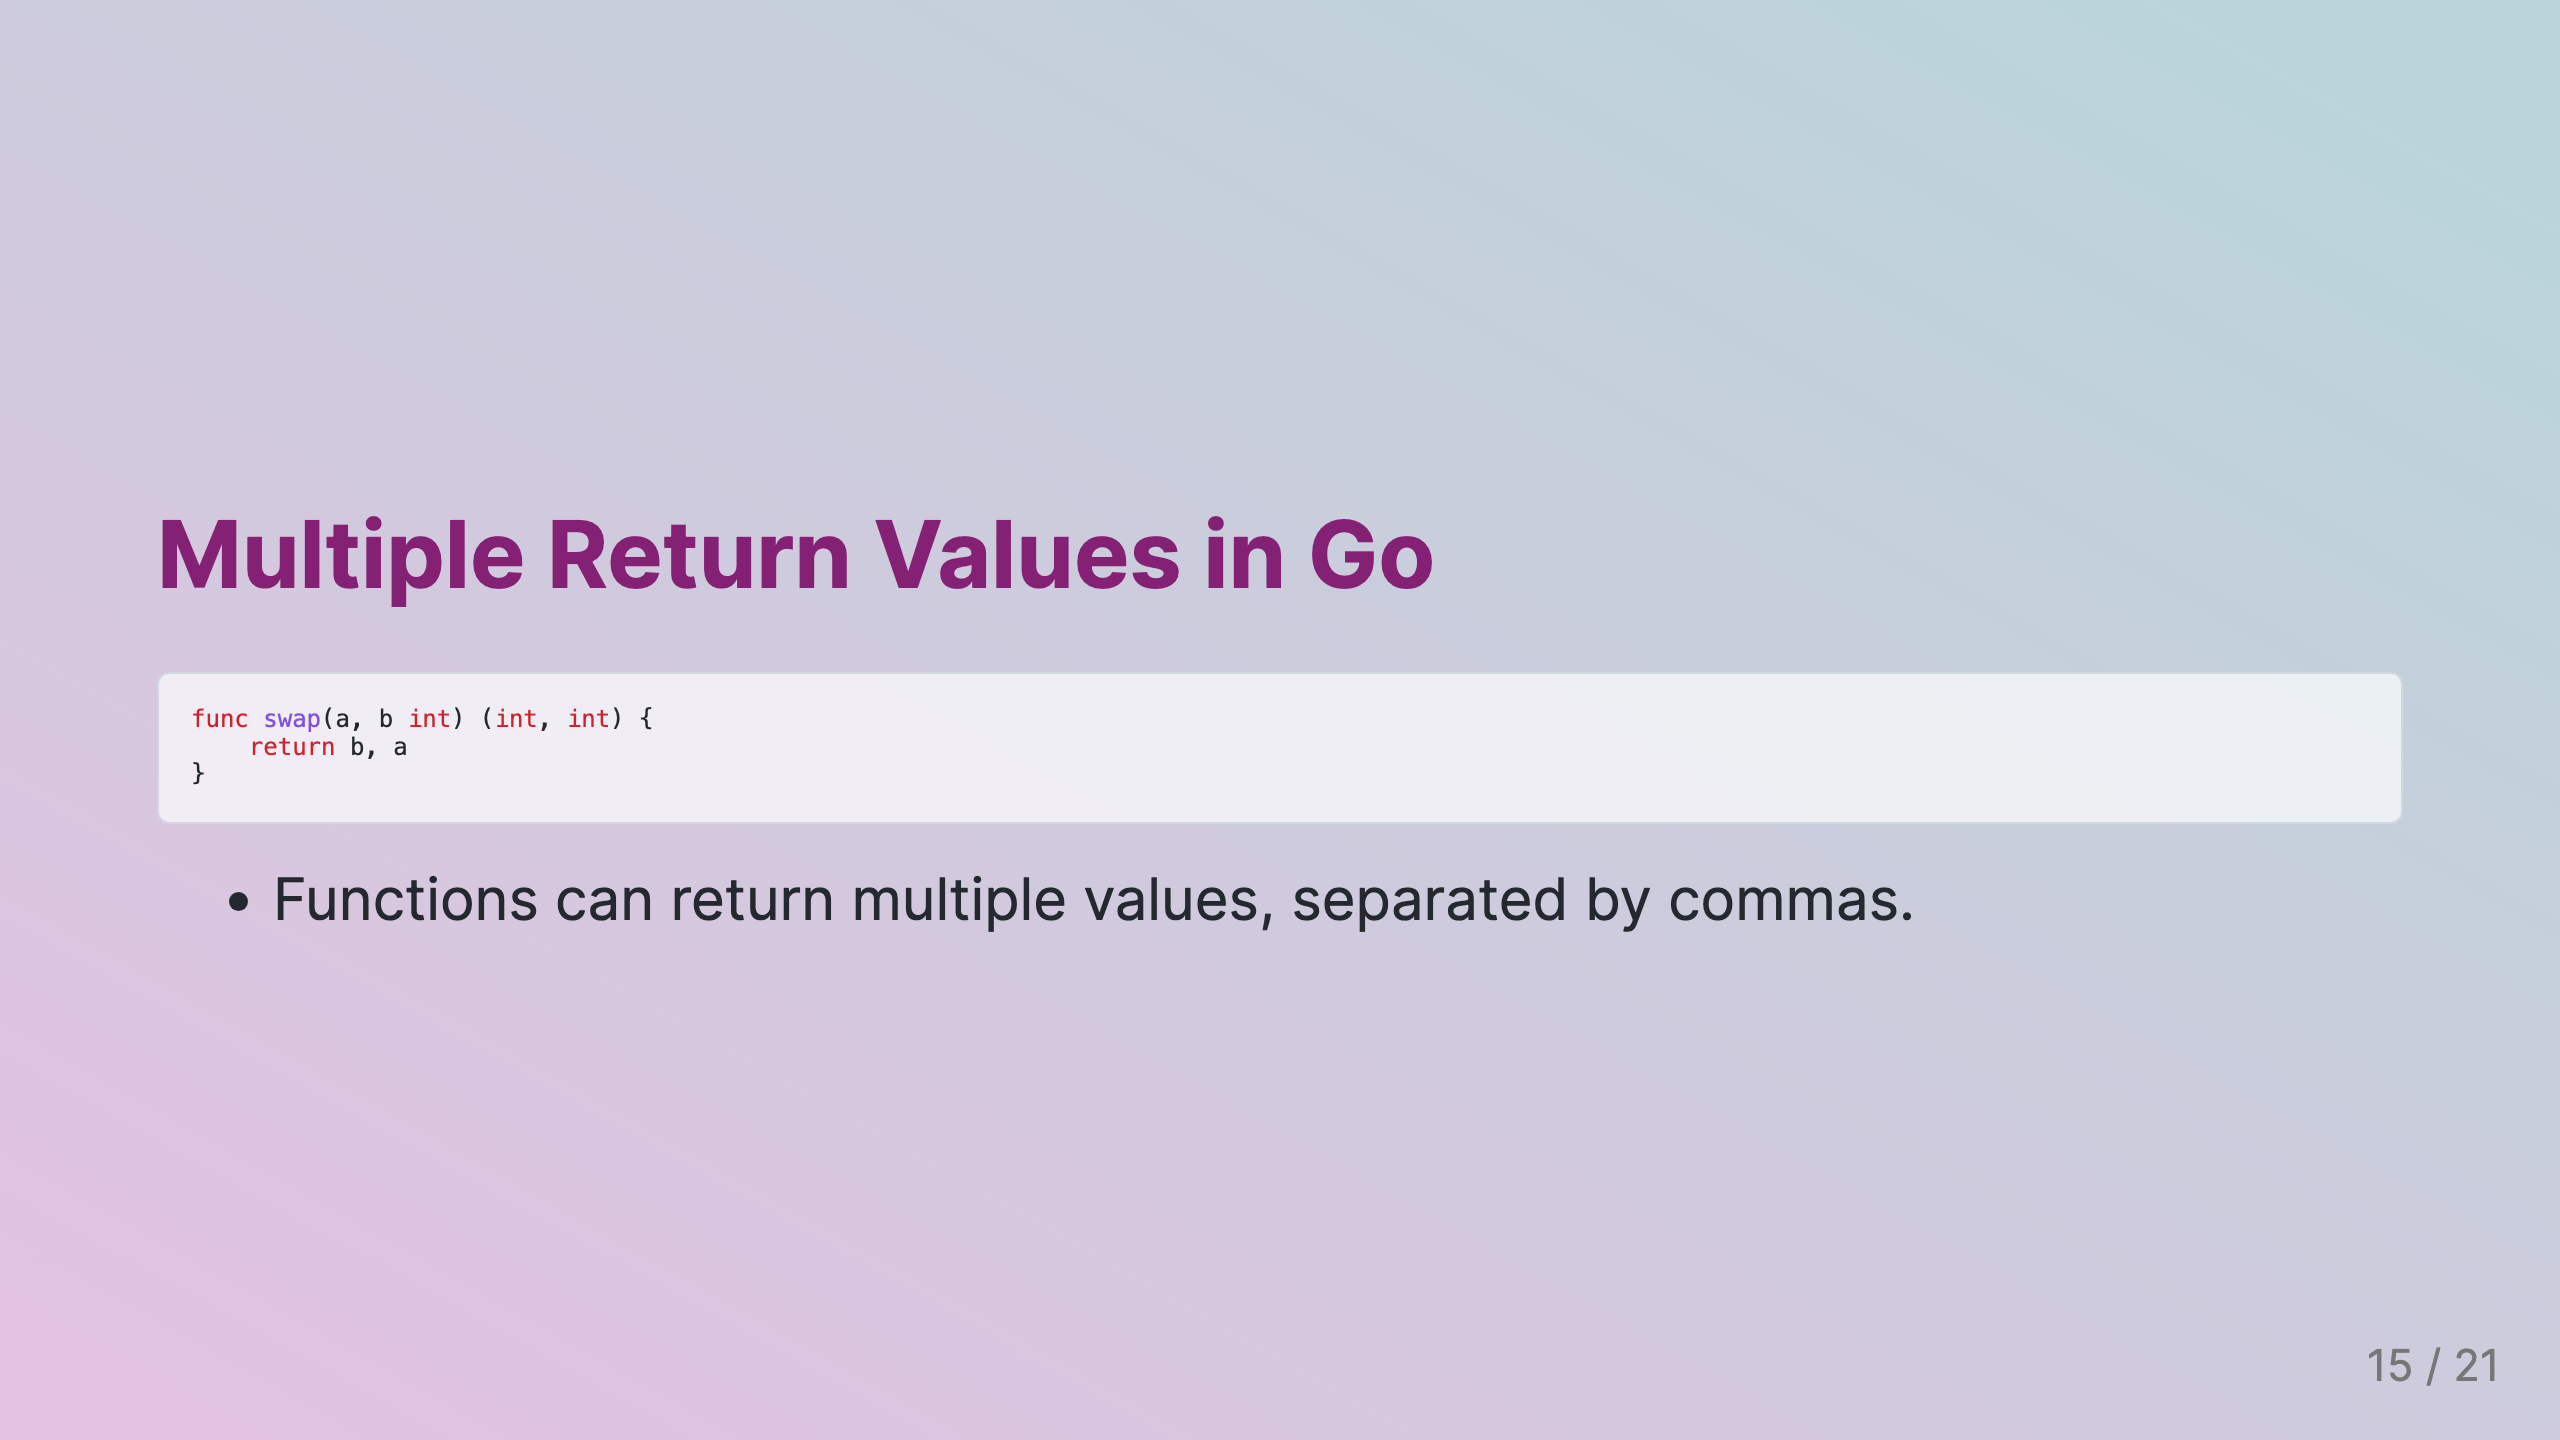 Multiple Return Values in Go
func swap(a, b int) (int, int) {
    return b, a
}
• Functions can return multiple values, separated by commas.
15 / 21